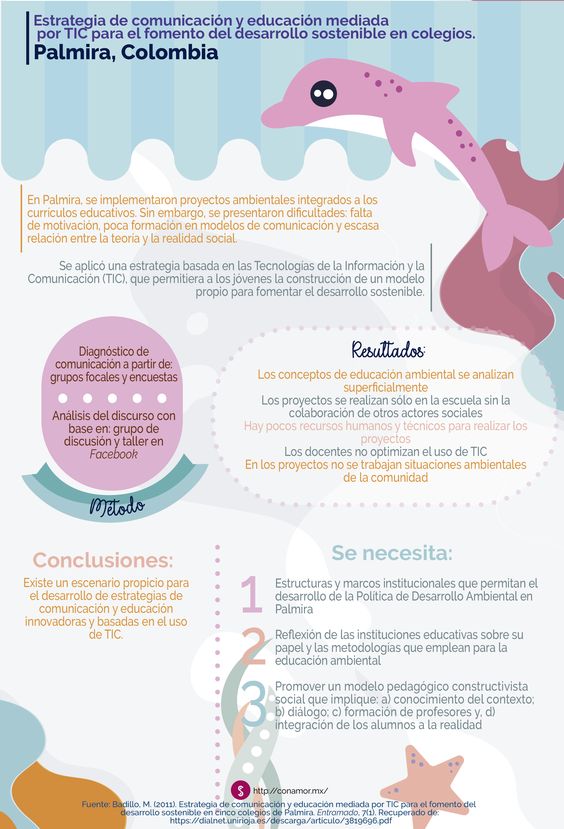 Estrategia de comunicación y educación mediada
por TIC para el fomento del desarrollo sostenible en colegios.
Palmira, Colombia
En Palmira, se implementaron proyectos ambientales integrados a los
currículos educativos. Sin embargo, se presentaron dificultades: falta
de motivación, poca formación en modelos de comunicación y escasa
relación entre la teoría y la realidad social.
Se aplicó una estrategia basada en las Tecnologías de la Información y la
Comunicación (TIC), que permitiera a los jóvenes la construcción de un modelo
propio para fomentar el desarrollo sostenible.
Diagnóstico de
comunicación a partir de:
grupos focales y encuestas
Análisis del discurso con
base en: grupo de
discusión y taller en
Facebook
Método
Resultados:
Los conceptos de educación ambiental se analizan
superficialmente
Los proyectos se realizan sólo en la escuela sin la
colaboración de otros actores sociales
Hay pocos recursos humanos y técnicos para realizar los
proyectos
Los docentes no optimizan el uso de TIC
En los proyectos no se trabajan situaciones ambientales
de la comunidad
Conclusiones:
Existe un escenario propicio para
el desarrollo de estrategias de
comunicación y educación
innovadoras y basadas en el uso
de TIC.
Se necesita:
1 Estructuras y marcos institucionales que permitan el
desarrollo de la Política de Desarrollo Ambiental en
Palmira
2 Reflexión de las instituciones educativas sobre su
papel y las metodologías que emplean para la
educación ambiental
3 Promover un modelo pedagógico constructivista
social que implique: a) conocimiento del contexto;
b) diálogo; c) formación de profesores y, d)
integración de los alumnos a la realidad
http://conamor.mx/
Fuente: Badillo, M. (2011). Estrategia de comunicación y educación mediada por TIC para el fomento del
desarrollo sostenible en cinco colegios de Palmira. Entramado, 7(1). Recuperado de:
https://dialnet.unirioja.es/descarga/articulo/3819696.pdf